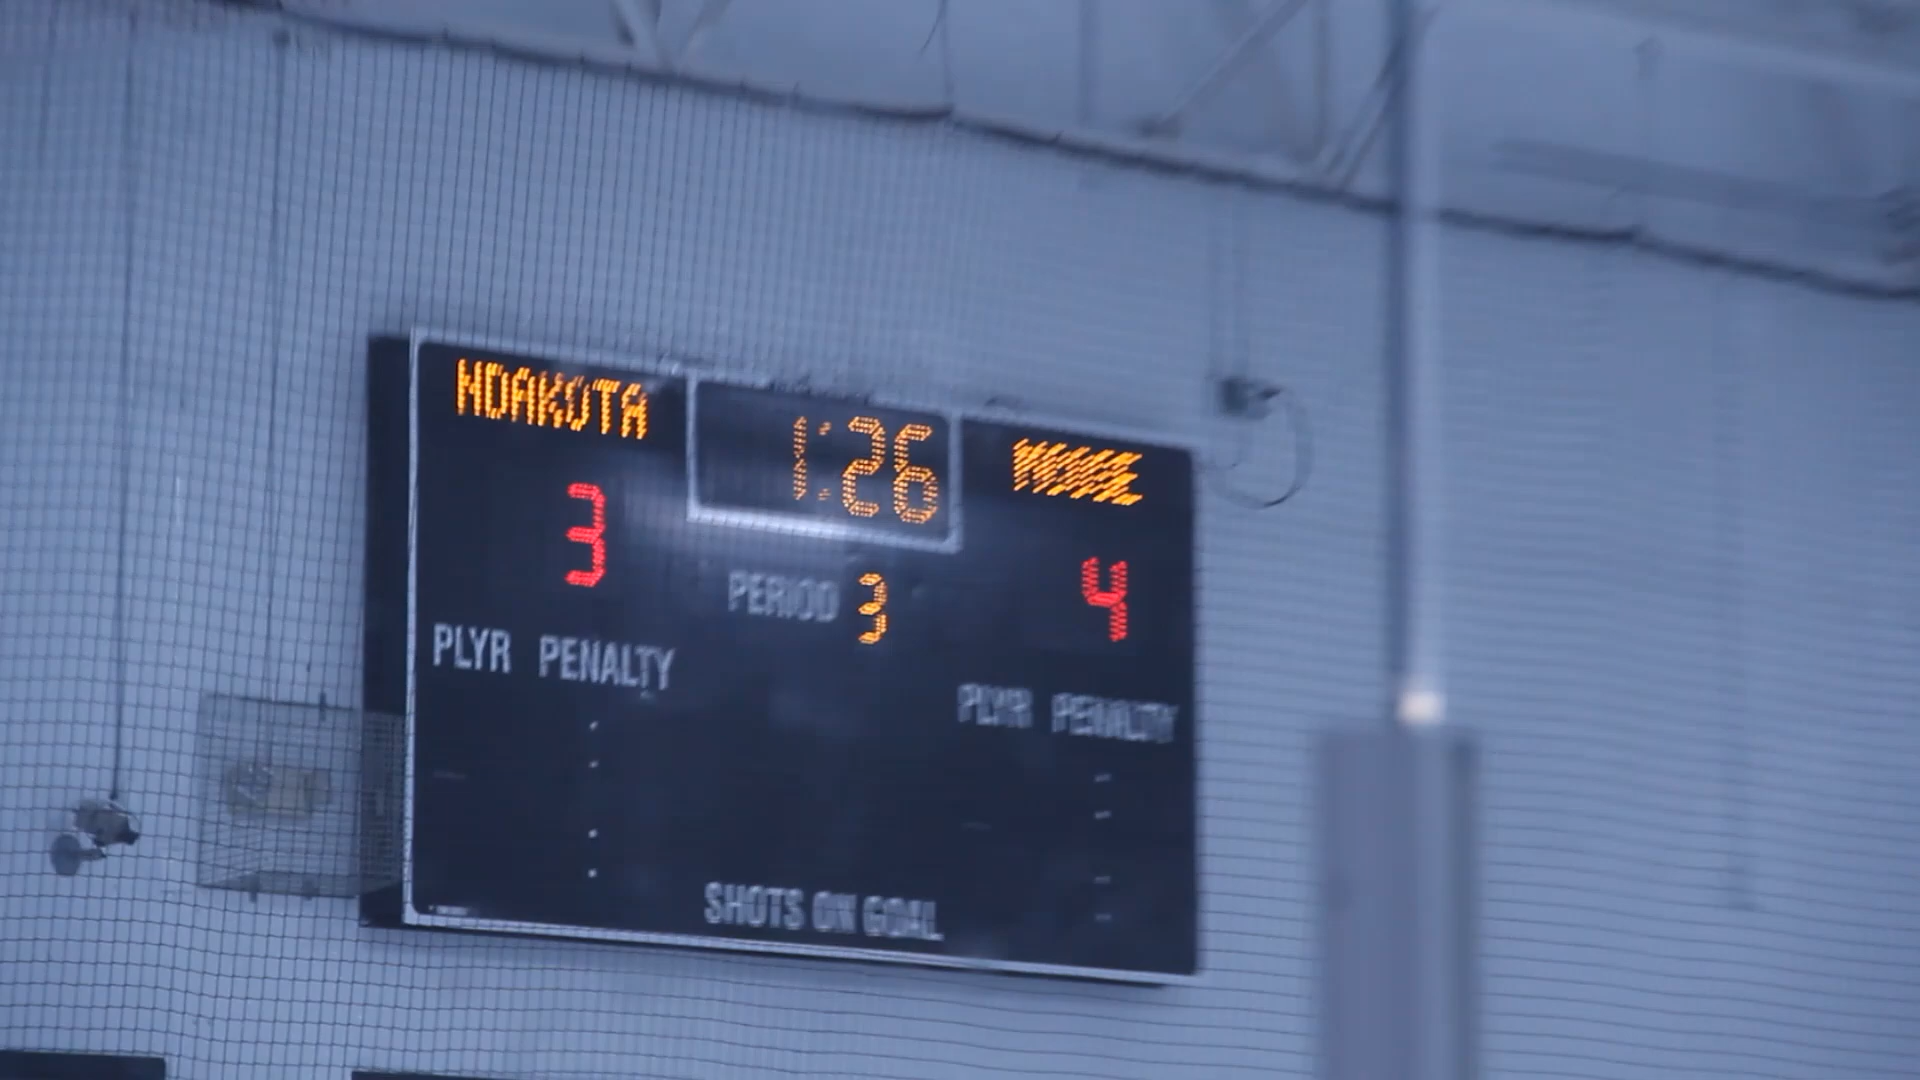 NDAKOTA 1:26
3 PERIOD 3 4
PLYR PENALTY PLYR PENALTY
SHOTS ON GOAL